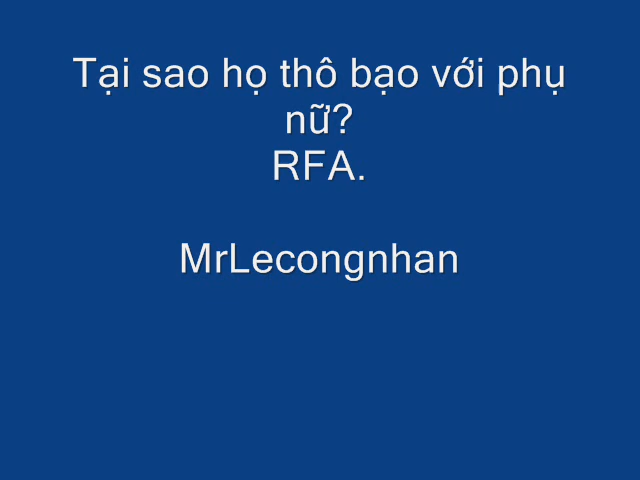 Tại sao họ thô bạo với phụ
nữ?
RFA.
MrLecongnhan